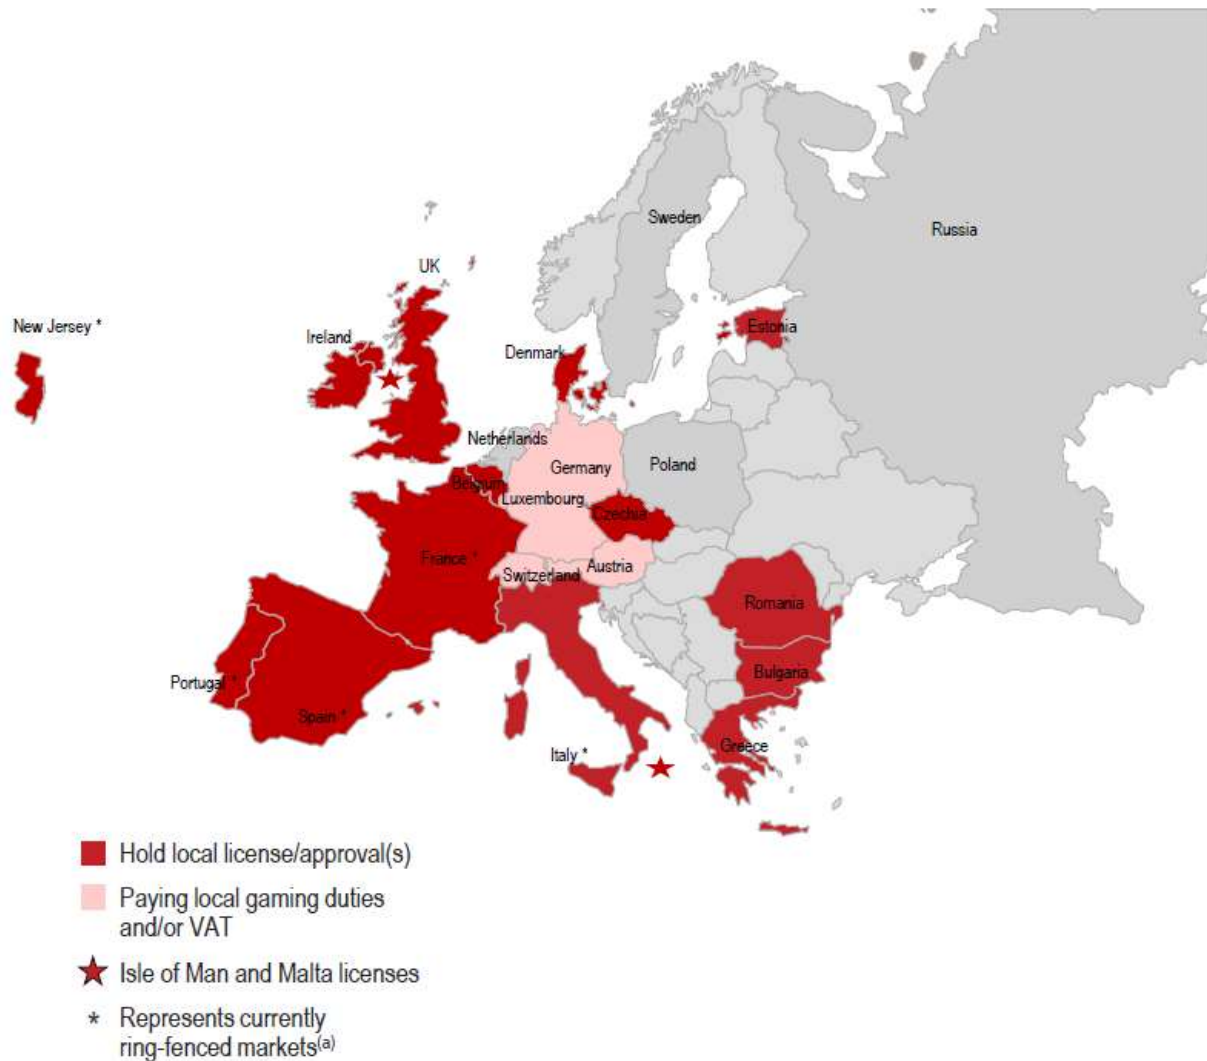 Sweden
Russia
UK
New Jersey *
Ireland
Estonia
Denmark
Netherlands
Germany
Poland
Belgium
Luxembourg
Czechia
France *
Austria
Switzerland
Romania
Bulgaria
Portugal *
Spain *
Greece
Italy *
Hold local license/approval(s)
Paying local gaming duties
and/or VAT
Isle of Man and Malta licenses
* Represents currently
ring-fenced markets(a)